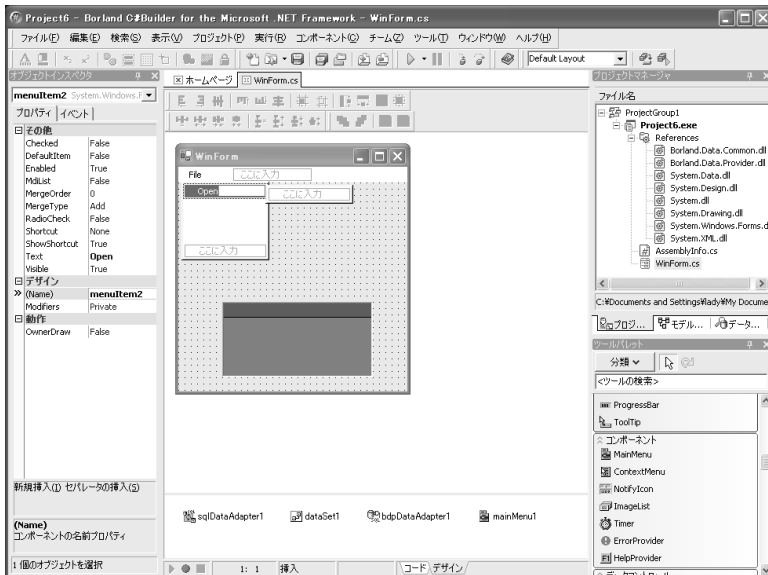 Project6 - Borland C#Builder for the Microsoft .NET Framework - WinForm.cs
ファイル(F) 編集(E) 検索(S) 表示(V) プロジェクト(P) 実行(R) コンポーネント(C) チーム(Z) ツール(T) ウィンドウ(W) ヘルプ(H)
Default Layout
オブジェクトインスペクタ
menuItem2 System.Windows.F
プロパティ イベント
その他
Checked False
DefaultItem False
Enabled True
MdiList False
MergeOrder 0
MergeType Add
RadioCheck False
Shortcut None
ShowShortcut True
Text Open
Visible True
デザイン
(Name) menuItem2
Modifiers Private
動作
OwnerDraw False
新規挿入(I) セパレータの挿入(S)
(Name)
コンポーネントの名前プロパティ
1 個のオブジェクトを選択
ホームページ WinForm.cs
WinForm
File ここに入力
Open ここに入力
ここに入力
sqlDataAdapter1 dataSet1 bdpDataAdapter1 mainMenu1
1: 1 挿入 コード デザイン
プロジェクトマネージャ
ファイル名
ProjectGroup1
Project6.exe
References
Borland.Data.Common.dll
Borland.Data.Provider.dll
System.Data.dll
System.Design.dll
System.dll
System.Drawing.dll
System.Windows.Forms.d
System.XML.dll
AssemblyInfo.cs
WinForm.cs
C:¥Documents and Settings¥lady¥My Docume
プロジ... モデル... データ...
ツールパレット
分類
<ツールの検索>
ProgressBar
ToolTip
コンポーネント
MainMenu
ContextMenu
NotifyIcon
ImageList
Timer
ErrorProvider
HelpProvider